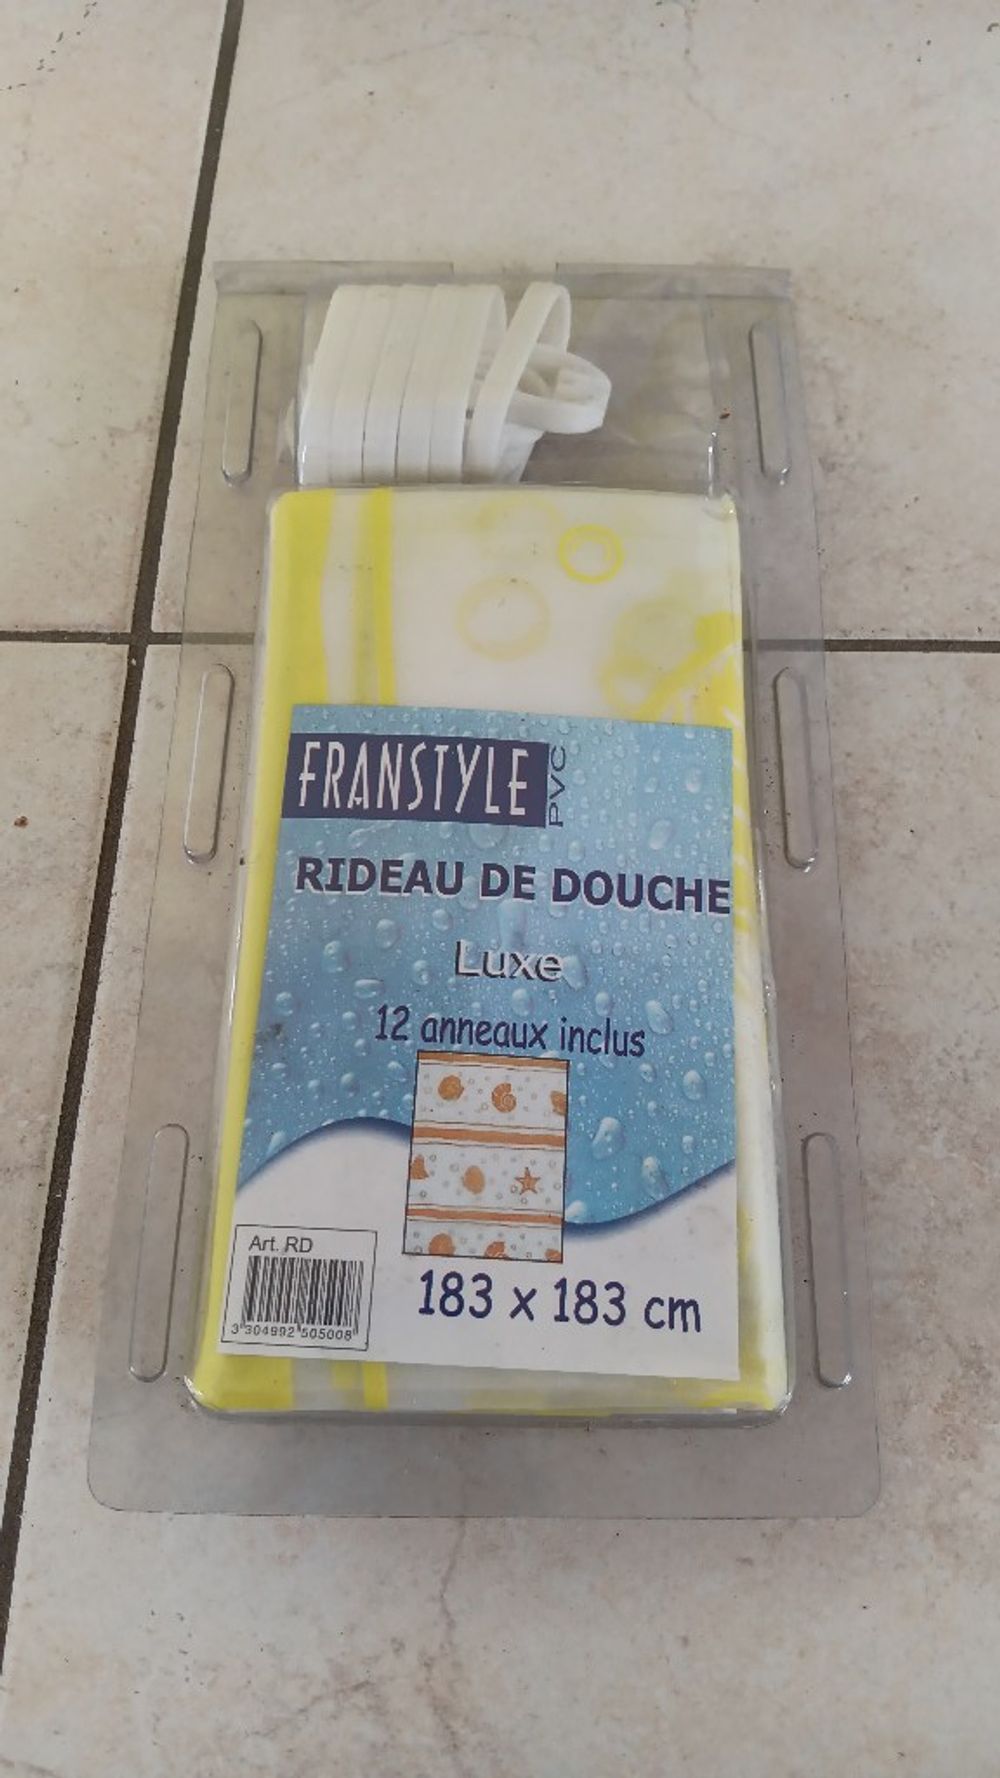 FRANSTYLE
PVC
RIDEAU DE DOUCHE
Luxe
12 anneaux inclus
Art. RD
3 304992 505008
183 x 183 cm